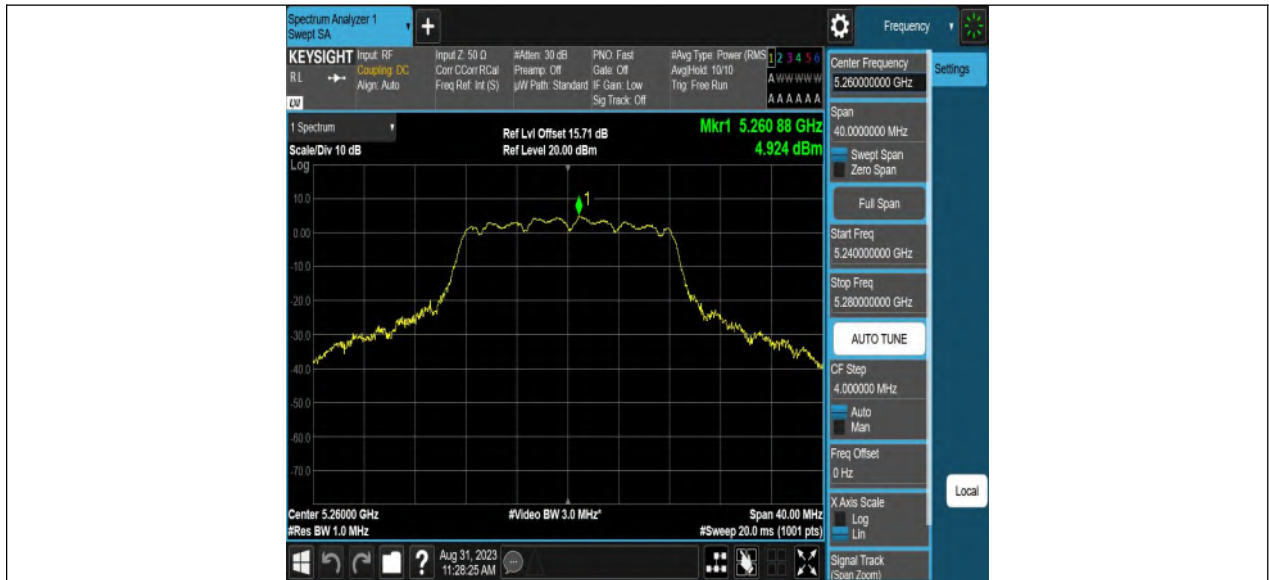 Spectrum Analyzer 1
Swept SA
+
Frequency
KEYSIGHT
RL
LXI
Input: RF
Coupling: DC
Align: Auto
Input Z: 50 Ω
Corr CCorr RCal
Freq Ref: Int (S)
#Atten: 30 dB
Preamp: Off
µW Path: Standard
PNO: Fast
Gate: Off
IF Gain: Low
Sig Track: Off
#Avg Type: Power (RMS
Avg|Hold: 10/10
Trig: Free Run
1 2 3 4 5 6
A W W W W W
A A A A A A
1 Spectrum
Scale/Div 10 dB
Log
Ref Lvl Offset 15.71 dB
Ref Level 20.00 dBm
Mkr1 5.260 88 GHz
4.924 dBm
1
10.0
0.00
-10.0
-20.0
-30.0
-40.0
-50.0
-60.0
-70.0
Center 5.26000 GHz
#Res BW 1.0 MHz
#Video BW 3.0 MHz*
Span 40.00 MHz
#Sweep 20.0 ms (1001 pts)
?
Aug 31, 2023
11:28:25 AM
Center Frequency
5.260000000 GHz
Settings
Span
40.0000000 MHz
Swept Span
Zero Span
Full Span
Start Freq
5.240000000 GHz
Stop Freq
5.280000000 GHz
AUTO TUNE
CF Step
4.000000 MHz
Auto
Man
Freq Offset
0 Hz
X Axis Scale
Log
Lin
Local
Signal Track
(Span Zoom)